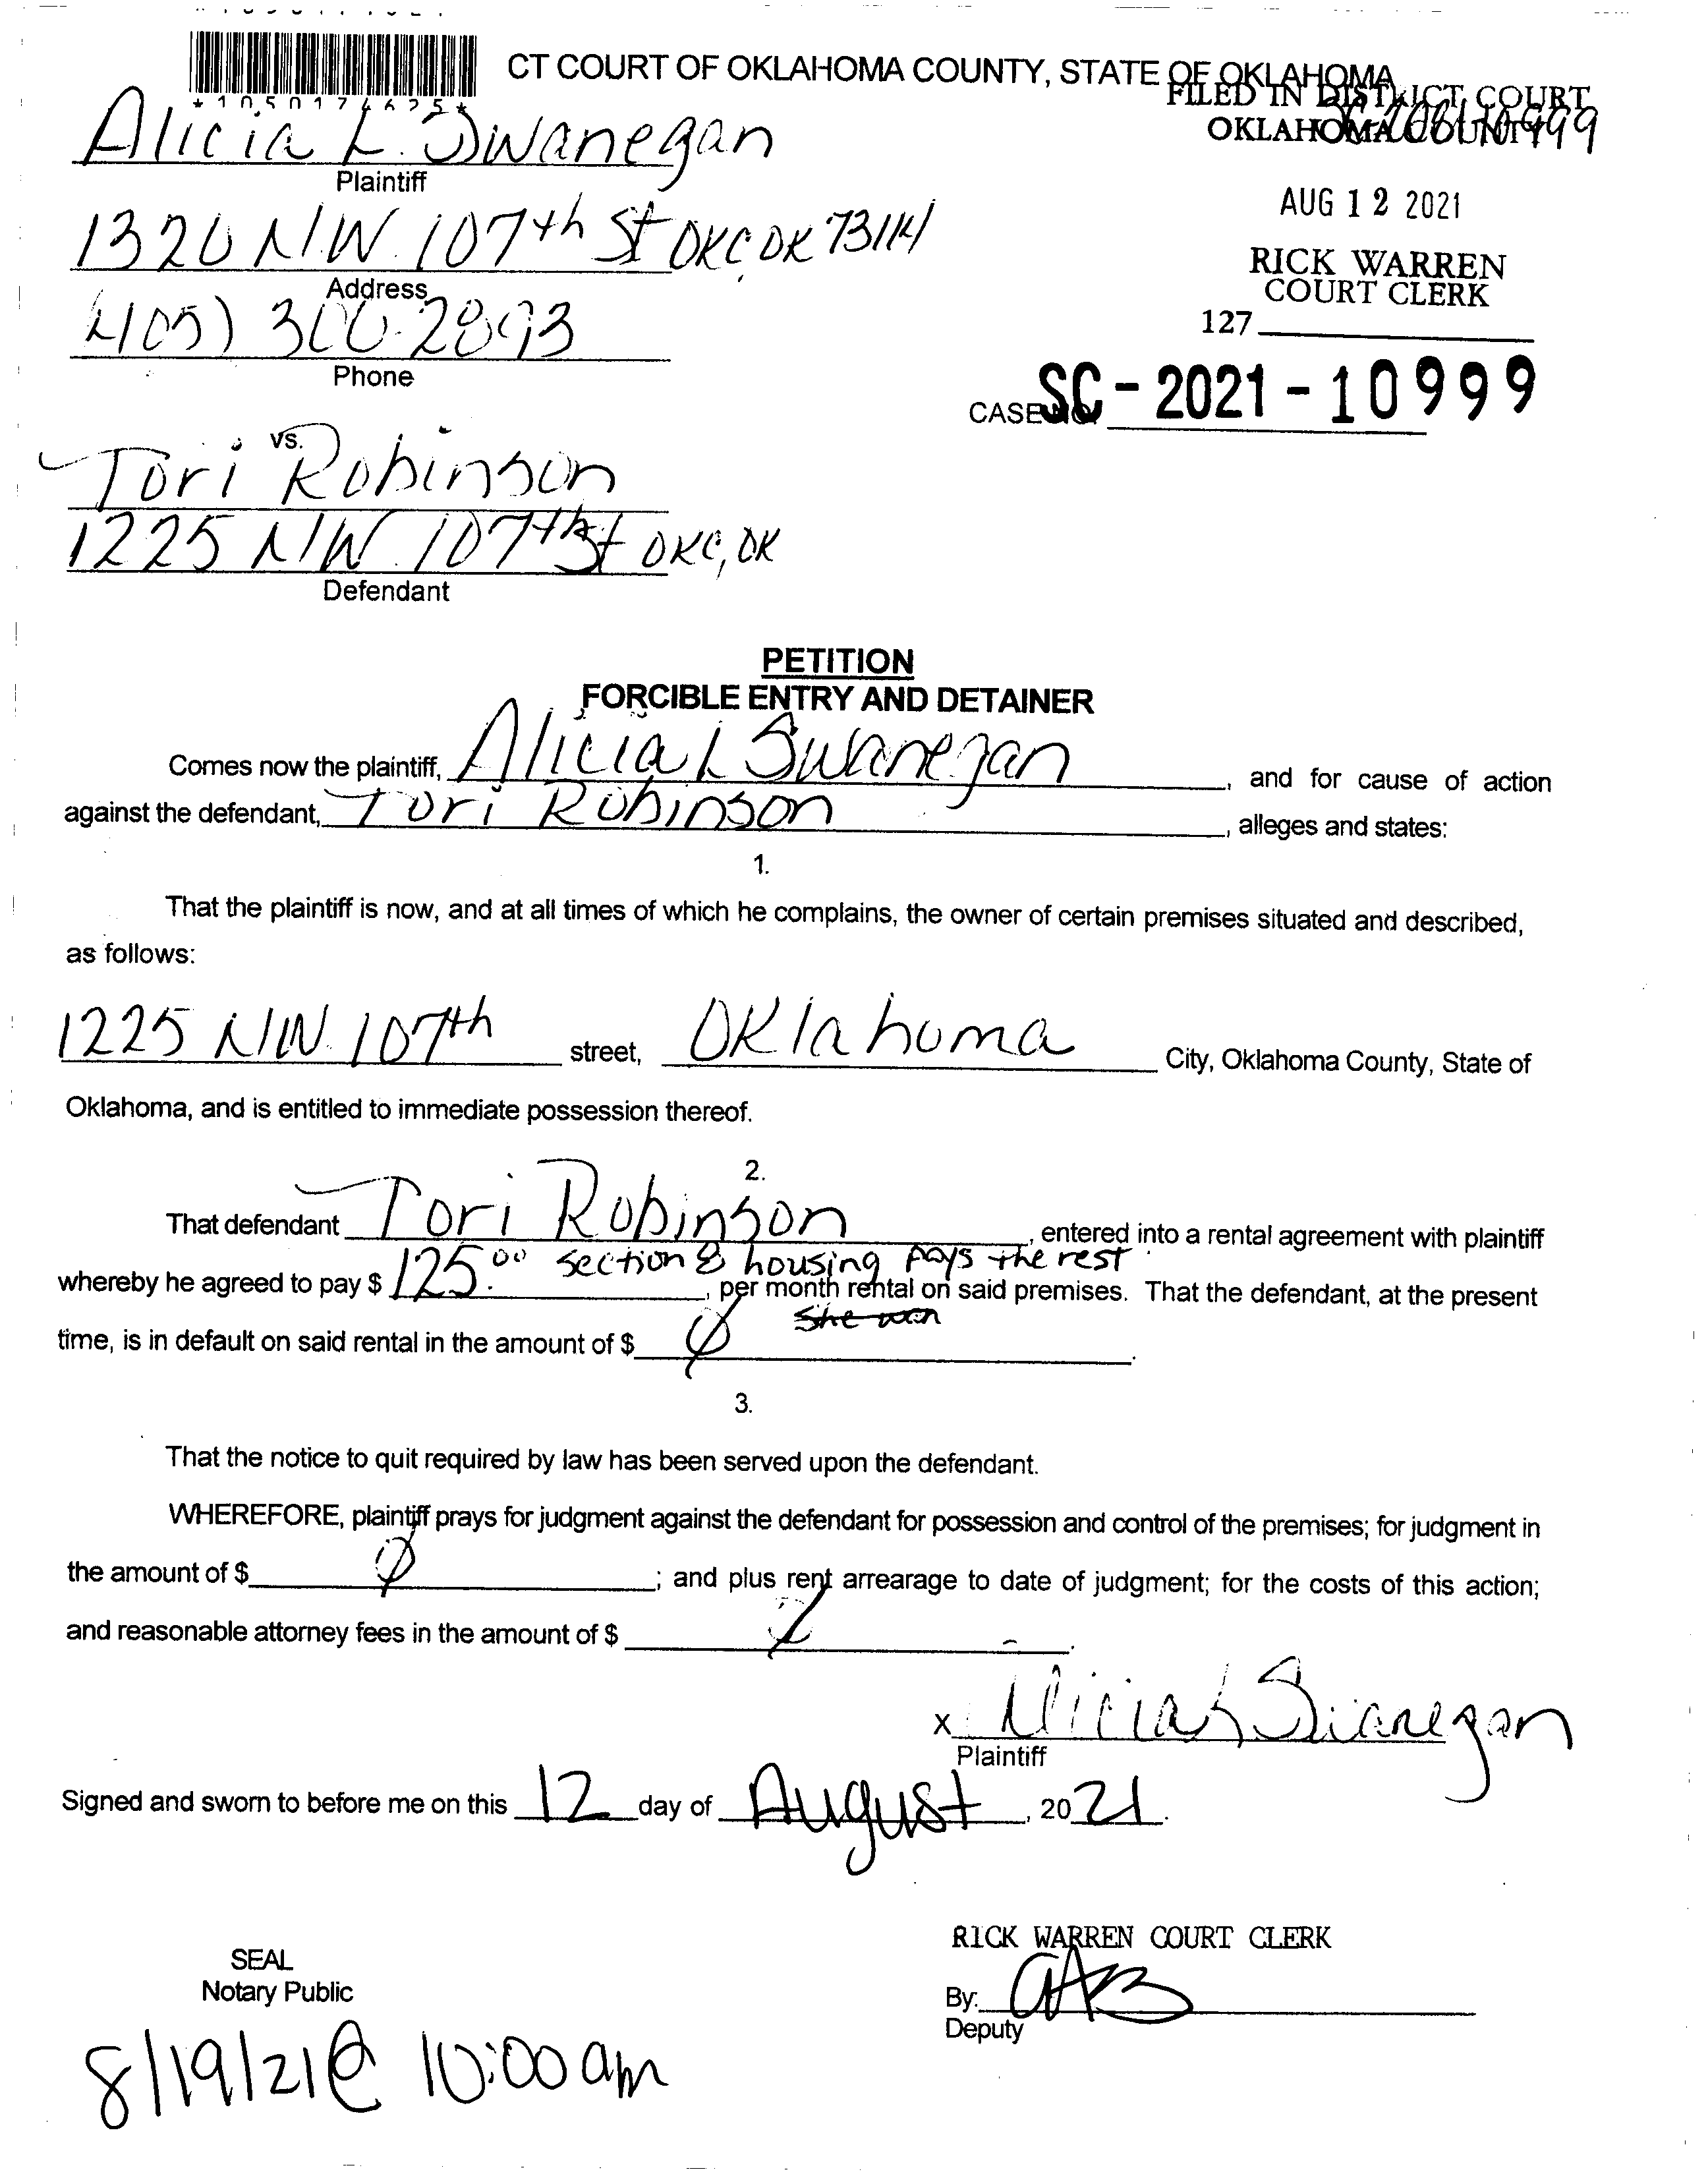 *1050174625*
CT COURT OF OKLAHOMA COUNTY, STATE OF OKLAHOMA
FILED IN DISTRICT COURT
OKLAHOMA COUNTY
Alicia L. Swanegan
Plaintiff
AUG 12 2021
1320 N.W. 107th St OKC, OK 73114
Address
RICK WARREN
COURT CLERK
127
(405) 300-2893
Phone
CASE NO. SC-2021-10999
vs.
Tori Robinson
1225 N.W. 107th St OKC, OK
Defendant
PETITION
FORCIBLE ENTRY AND DETAINER
Comes now the plaintiff, Alicia L Swanegan, and for cause of action
against the defendant, Tori Robinson, alleges and states:
1.
That the plaintiff is now, and at all times of which he complains, the owner of certain premises situated and described,
as follows:
1225 N.W. 107th street, Oklahoma City, Oklahoma County, State of
Oklahoma, and is entitled to immediate possession thereof.
2.
That defendant Tori Robinson, entered into a rental agreement with plaintiff
section 8 housing pays the rest
whereby he agreed to pay $ 125.00, per month rental on said premises. That the defendant, at the present
time, is in default on said rental in the amount of $ Ø.
3.
That the notice to quit required by law has been served upon the defendant.
WHEREFORE, plaintiff prays for judgment against the defendant for possession and control of the premises; for judgment in
the amount of $ Ø; and plus rent arrearage to date of judgment; for the costs of this action;
and reasonable attorney fees in the amount of $ Ø.
x Alicia L Swanegan
Plaintiff
Signed and sworn to before me on this 12 day of August, 2021.
RICK WARREN COURT CLERK
SEAL
Notary Public
By:
Deputy
8/19/21 @ 10:00 am